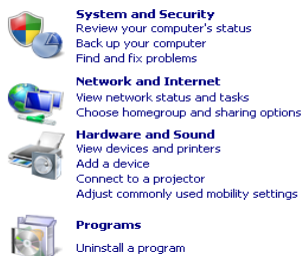 System and Security
Review your computer's status
Back up your computer
Find and fix problems
Network and Internet
View network status and tasks
Choose homegroup and sharing options
Hardware and Sound
View devices and printers
Add a device
Connect to a projector
Adjust commonly used mobility settings
Programs
Uninstall a program